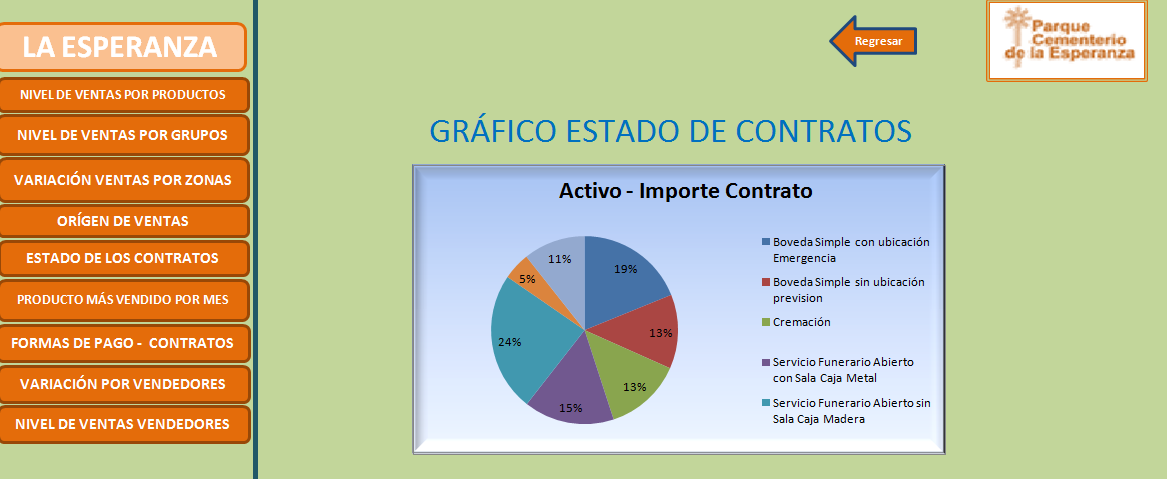 LA ESPERANZA
NIVEL DE VENTAS POR PRODUCTOS
NIVEL DE VENTAS POR GRUPOS
VARIACIÓN VENTAS POR ZONAS
ORÍGEN DE VENTAS
ESTADO DE LOS CONTRATOS
PRODUCTO MÁS VENDIDO POR MES
FORMAS DE PAGO - CONTRATOS
VARIACIÓN POR VENDEDORES
NIVEL DE VENTAS VENDEDORES
Regresar
Parque
Cementerio
de la Esperanza
GRÁFICO ESTADO DE CONTRATOS
Activo - Importe Contrato
11%
19%
5%
13%
24%
13%
15%
Boveda Simple con ubicación
Emergencia
Boveda Simple sin ubicación
prevision
Cremación
Servicio Funerario Abierto
con Sala Caja Metal
Servicio Funerario Abierto sin
Sala Caja Madera